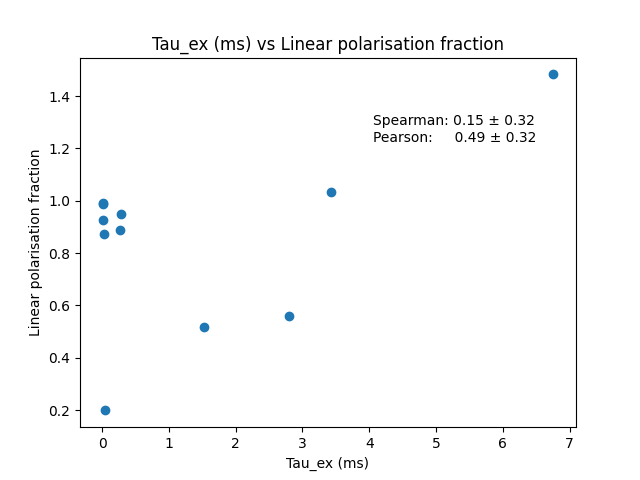 Tau_ex (ms) vs Linear polarisation fraction
Spearman: 0.15 ± 0.32
Pearson: 0.49 ± 0.32
Linear polarisation fraction
1.4
1.2
1.0
0.8
0.6
0.4
0.2
0 1 2 3 4 5 6 7
Tau_ex (ms)